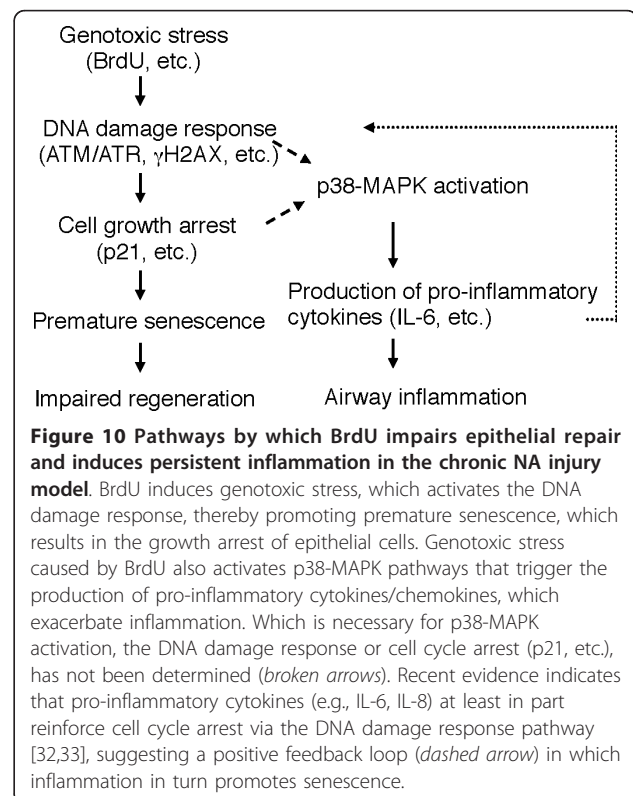 Genotoxic stress
(BrdU, etc.)
DNA damage response
(ATM/ATR, γH2AX, etc.)
p38-MAPK activation
Cell growth arrest
(p21, etc.)
Production of pro-inflammatory
cytokines (IL-6, etc.)
Premature senescence
Impaired regeneration
Airway inflammation
Figure 10 Pathways by which BrdU impairs epithelial repair
and induces persistent inflammation in the chronic NA injury
model. BrdU induces genotoxic stress, which activates the DNA
damage response, thereby promoting premature senescence, which
results in the growth arrest of epithelial cells. Genotoxic stress
caused by BrdU also activates p38-MAPK pathways that trigger the
production of pro-inflammatory cytokines/chemokines, which
exacerbate inflammation. Which is necessary for p38-MAPK
activation, the DNA damage response or cell cycle arrest (p21, etc.),
has not been determined (broken arrows). Recent evidence indicates
that pro-inflammatory cytokines (e.g., IL-6, IL-8) at least in part
reinforce cell cycle arrest via the DNA damage response pathway
[32,33], suggesting a positive feedback loop (dashed arrow) in which
inflammation in turn promotes senescence.